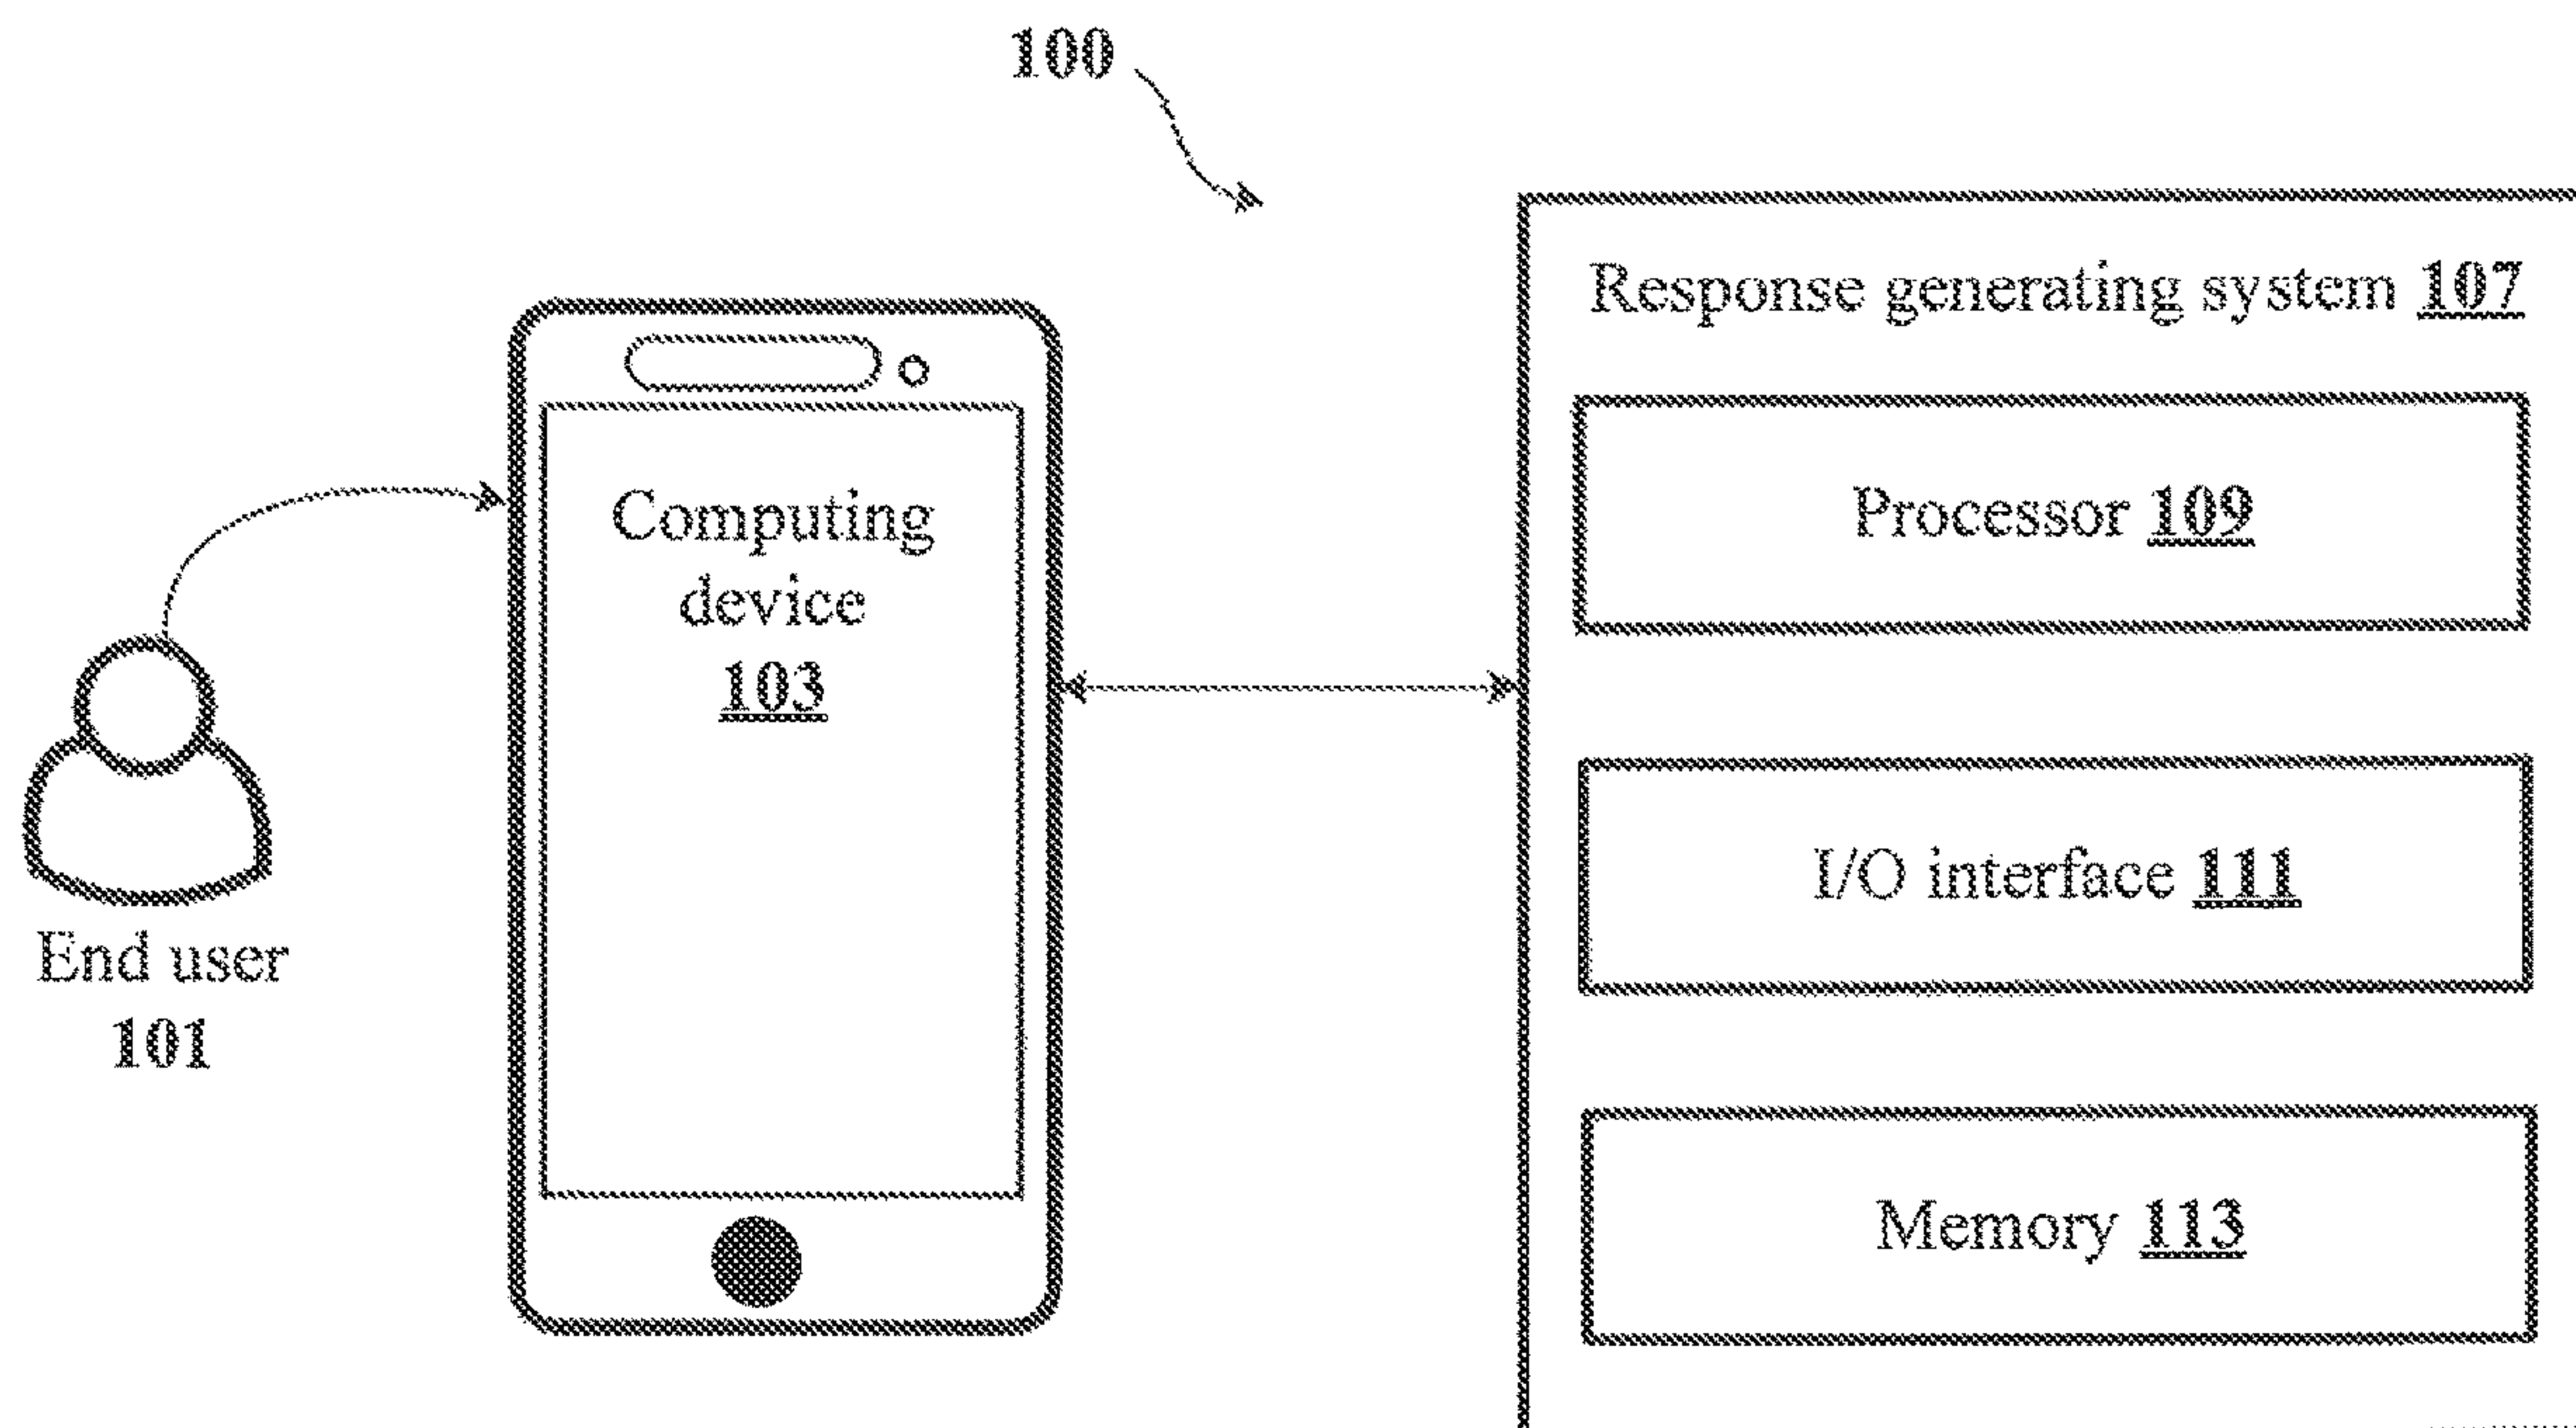 100
Response generating system 107
Computing
device
103
Processor 109
I/O interface 111
End user
101
Memory 113